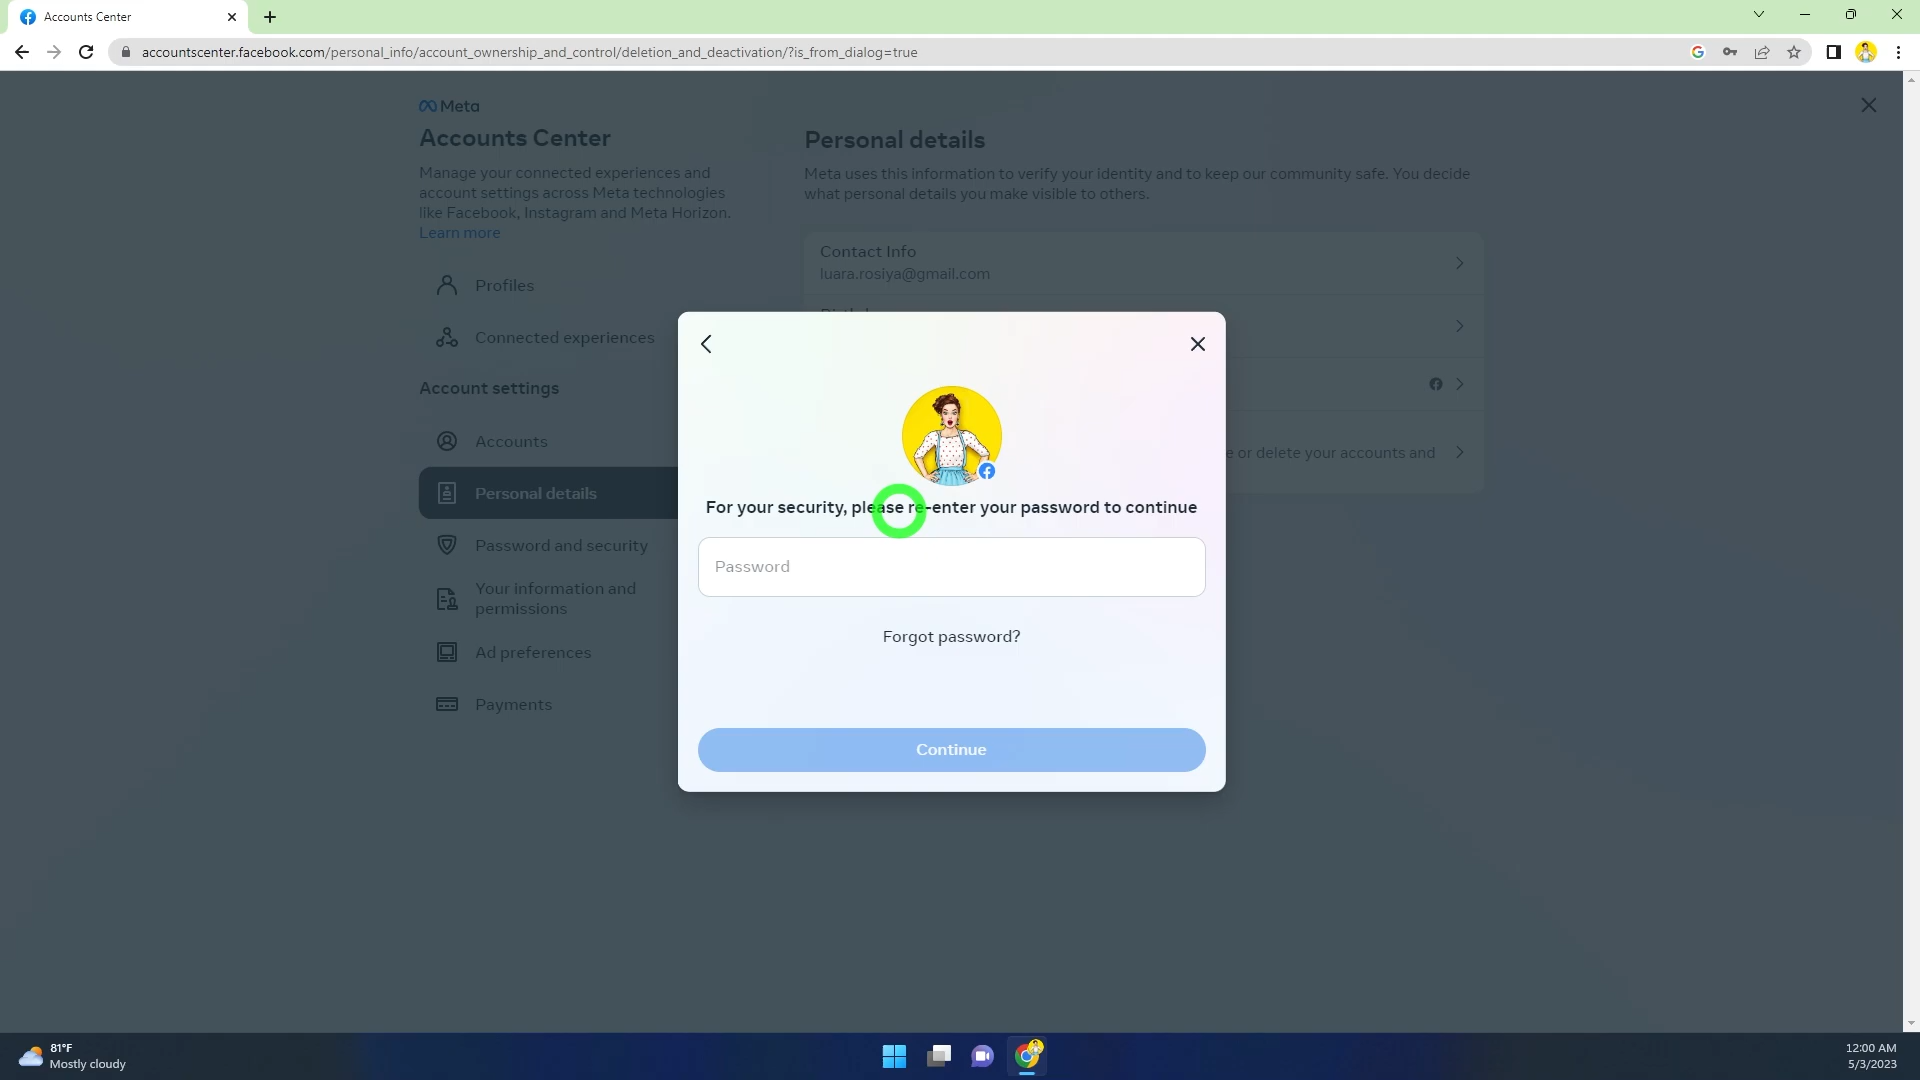 Accounts Center
accountscenter.facebook.com/personal_info/account_ownership_and_control/deletion_and_deactivation/?is_from_dialog=true
Meta
Accounts Center
Manage your connected experiences and
account settings across Meta technologies
like Facebook, Instagram and Meta Horizon.
Learn more
Profiles
Connected experiences
Account settings
Accounts
Personal details
Password and security
Your information and
permissions
Ad preferences
Payments
Personal details
Meta uses this information to verify your identity and to keep our community safe. You decide
what personal details you make visible to others.
Contact Info
luara.rosiya@gmail.com
or delete your accounts and
For your security, please re-enter your password to continue
Password
Forgot password?
Continue
81°F
Mostly cloudy
12:00 AM
5/3/2023